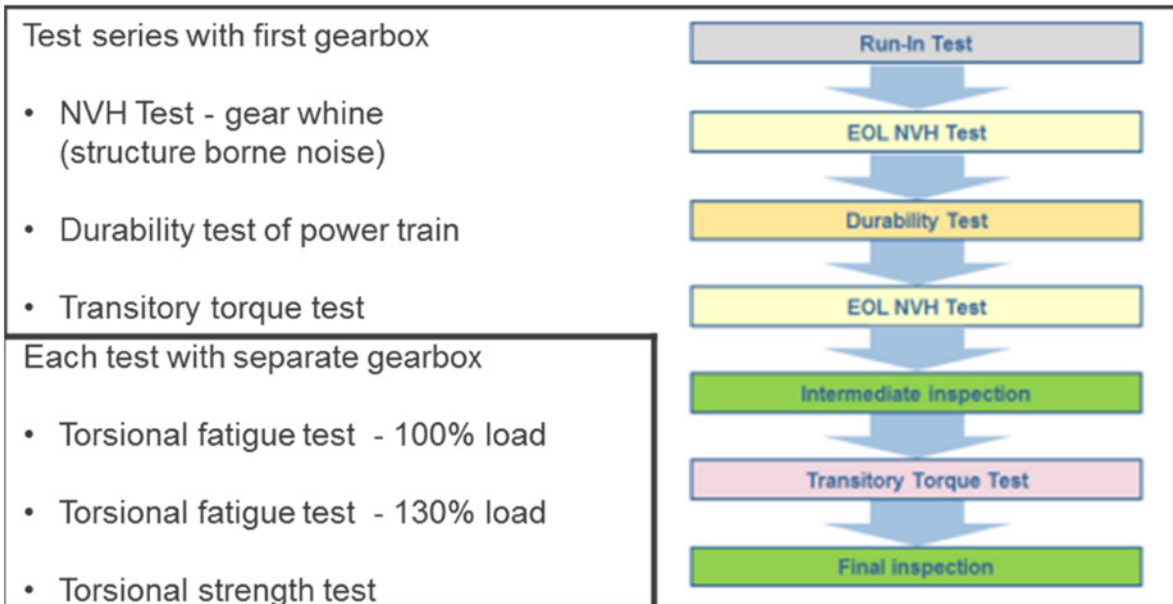 Test series with first gearbox
• NVH Test - gear whine
(structure borne noise)
• Durability test of power train
• Transitory torque test
Each test with separate gearbox
• Torsional fatigue test - 100% load
• Torsional fatigue test - 130% load
• Torsional strength test
Run-In Test
EOL NVH Test
Durability Test
EOL NVH Test
Intermediate inspection
Transitory Torque Test
Final inspection